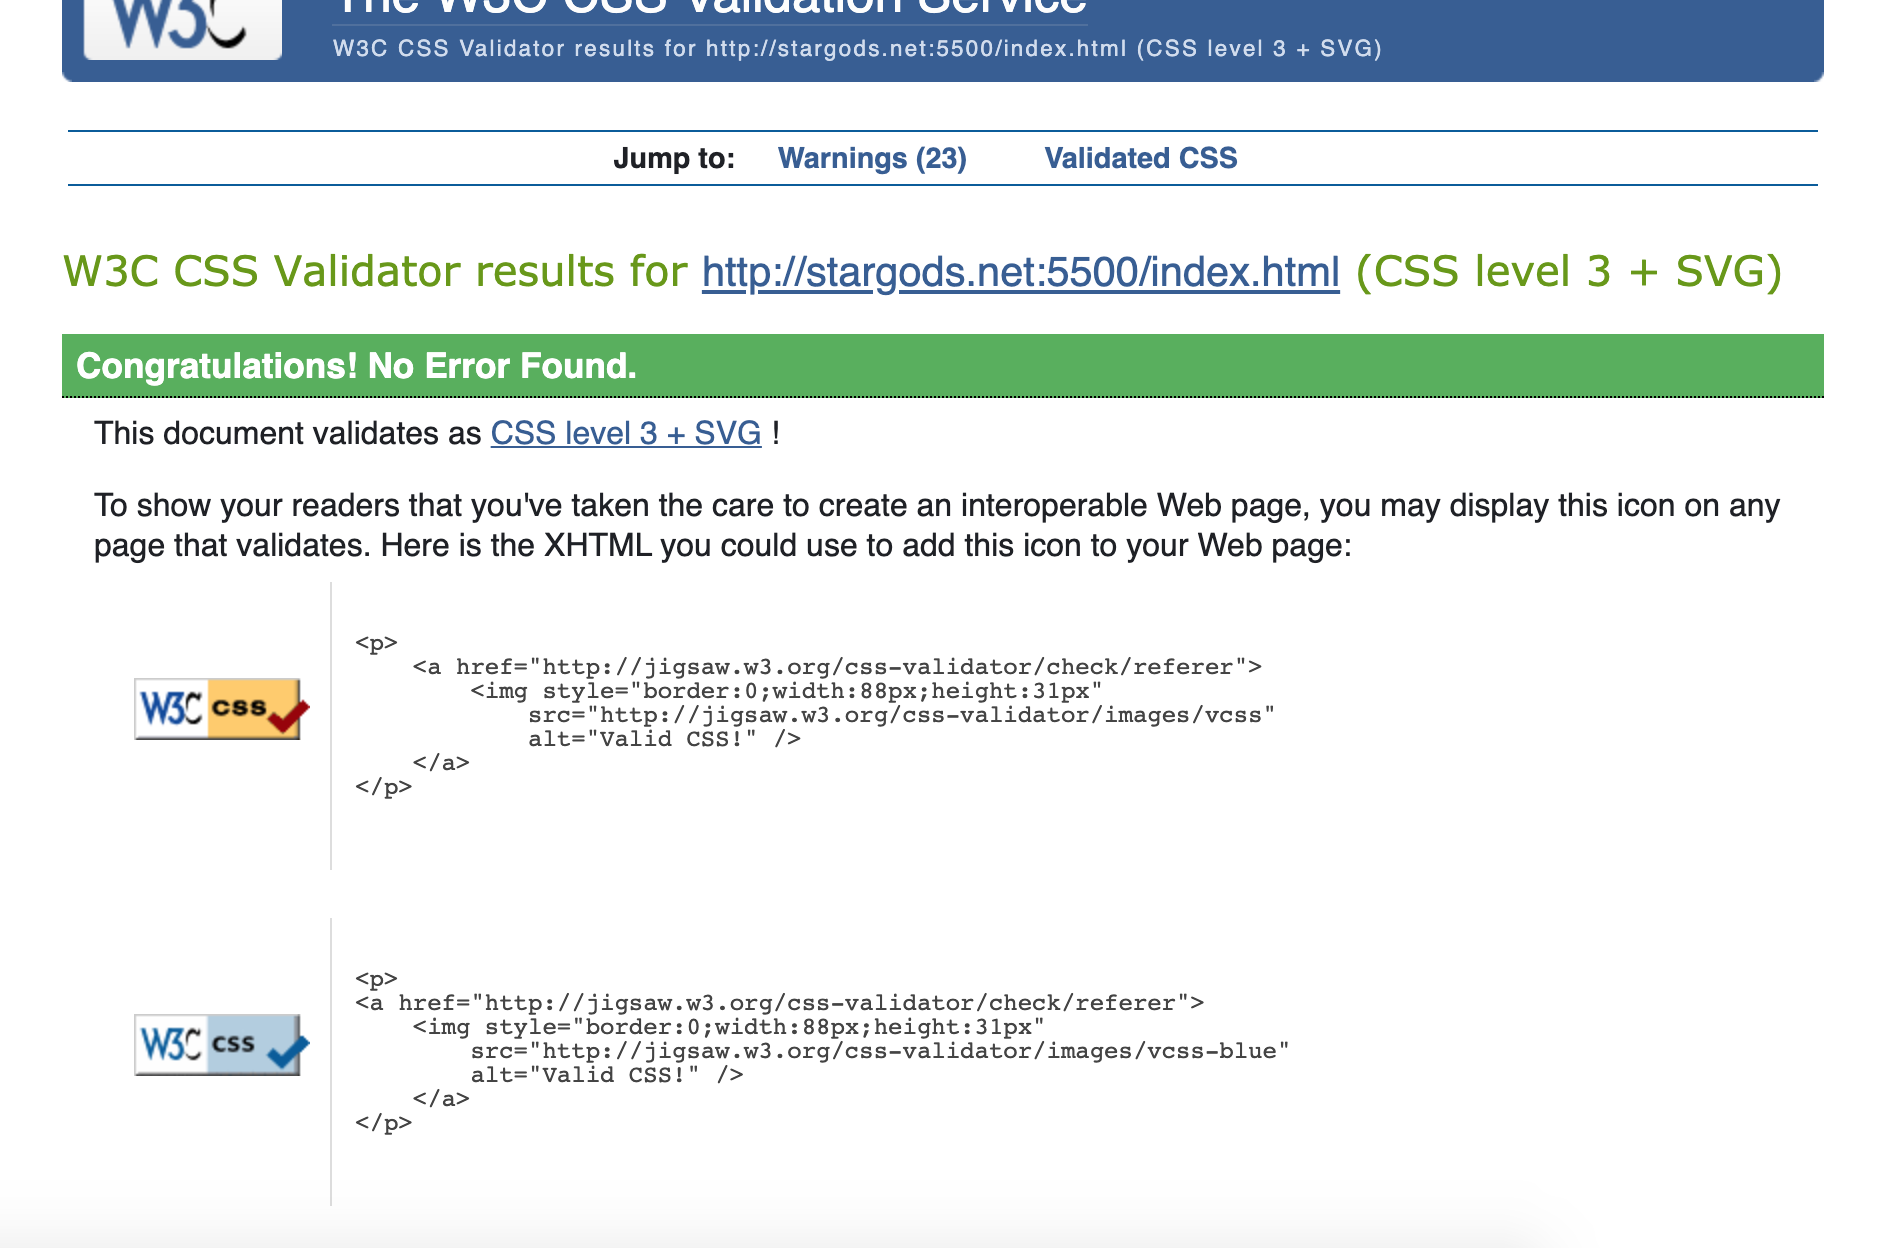 W3C
The W3C CSS Validation Service
W3C CSS Validator results for http://stargods.net:5500/index.html (CSS level 3 + SVG)
Jump to: Warnings (23) Validated CSS
W3C CSS Validator results for http://stargods.net:5500/index.html (CSS level 3 + SVG)
Congratulations! No Error Found.
This document validates as CSS level 3 + SVG !
To show your readers that you've taken the care to create an interoperable Web page, you may display this icon on any
page that validates. Here is the XHTML you could use to add this icon to your Web page:
W3C css
<p>
<a href="http://jigsaw.w3.org/css-validator/check/referer">
<img style="border:0;width:88px;height:31px"
src="http://jigsaw.w3.org/css-validator/images/vcss"
alt="Valid CSS!" />
</a>
</p>
W3C css
<p>
<a href="http://jigsaw.w3.org/css-validator/check/referer">
<img style="border:0;width:88px;height:31px"
src="http://jigsaw.w3.org/css-validator/images/vcss-blue"
alt="Valid CSS!" />
</a>
</p>